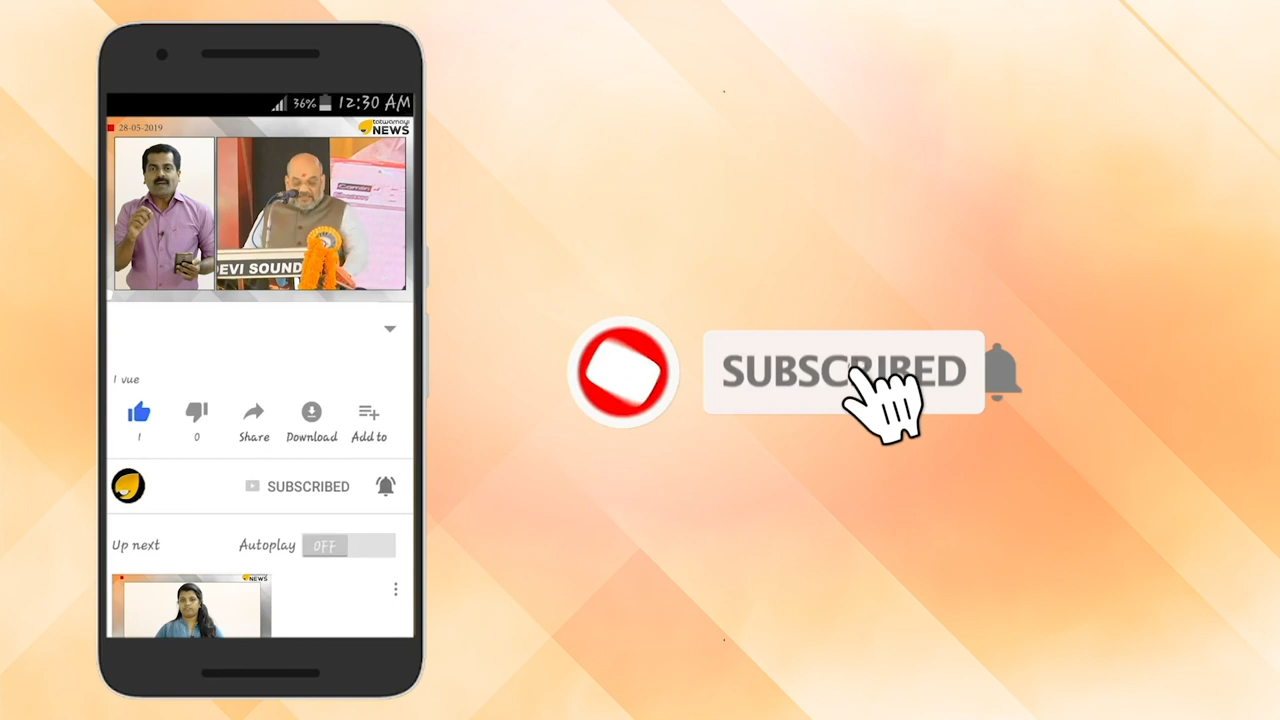 36% 12:30 AM
28-05-2019
tatwamayi
NEWS
DEVI SOUND
1 vue
1
0
Share
Download
Add to
SUBSCRIBED
Up next
Autoplay
OFF
NEWS
SUBSCRIBED